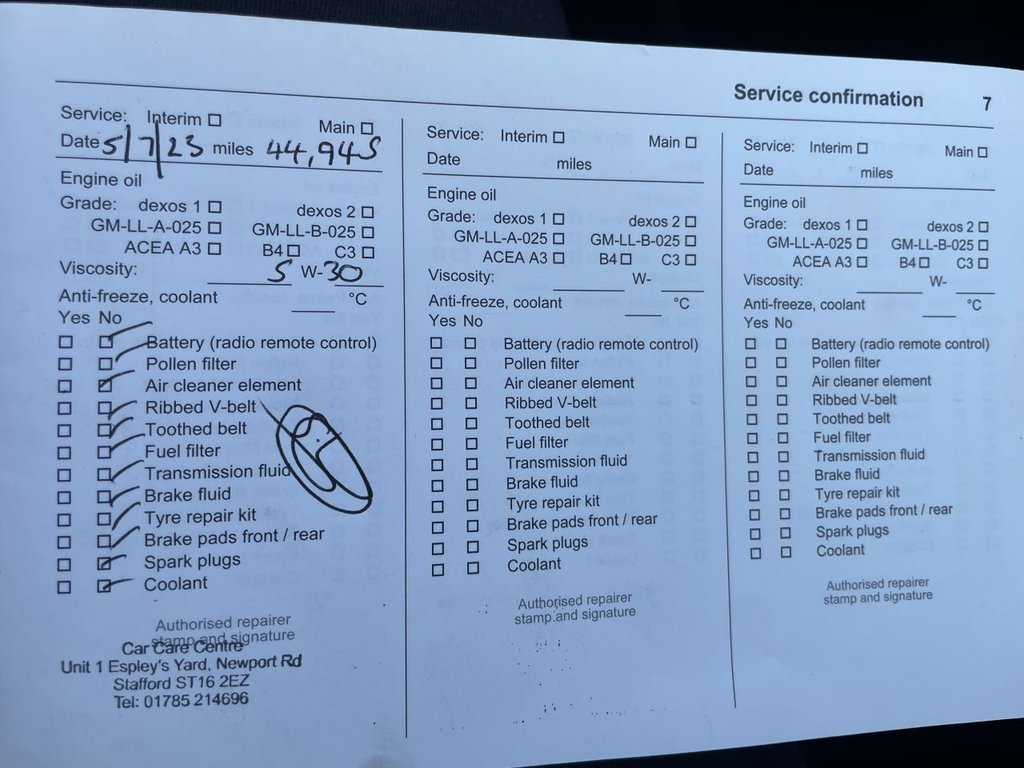 Service confirmation 7
Service: Interim ☐ Main ☐
Date 5/7/23 miles 44,945
Engine oil
Grade: dexos 1 ☐ dexos 2 ☐
GM-LL-A-025 ☐ GM-LL-B-025 ☐
ACEA A3 ☐ B4 ☐ C3 ☐
Viscosity: 5 W-30
Anti-freeze, coolant °C
Yes No
Battery (radio remote control)
Pollen filter
Air cleaner element
Ribbed V-belt
Toothed belt
Fuel filter
Transmission fluid
Brake fluid
Tyre repair kit
Brake pads front / rear
Spark plugs
Coolant
Authorised repairer
stamp and signature
Car Care Centre
Unit 1 Espley's Yard, Newport Rd
Stafford ST16 2EZ
Tel: 01785 214696
Service: Interim ☐ Main ☐
Date miles
Engine oil
Grade: dexos 1 ☐ dexos 2 ☐
GM-LL-A-025 ☐ GM-LL-B-025 ☐
ACEA A3 ☐ B4 ☐ C3 ☐
Viscosity: W-
Anti-freeze, coolant °C
Yes No
Battery (radio remote control)
Pollen filter
Air cleaner element
Ribbed V-belt
Toothed belt
Fuel filter
Transmission fluid
Brake fluid
Tyre repair kit
Brake pads front / rear
Spark plugs
Coolant
Authorised repairer
stamp and signature
Service: Interim ☐ Main ☐
Date miles
Engine oil
Grade: dexos 1 ☐ dexos 2 ☐
GM-LL-A-025 ☐ GM-LL-B-025 ☐
ACEA A3 ☐ B4 ☐ C3 ☐
Viscosity: W-
Anti-freeze, coolant °C
Yes No
Battery (radio remote control)
Pollen filter
Air cleaner element
Ribbed V-belt
Toothed belt
Fuel filter
Transmission fluid
Brake fluid
Tyre repair kit
Brake pads front / rear
Spark plugs
Coolant
Authorised repairer
stamp and signature